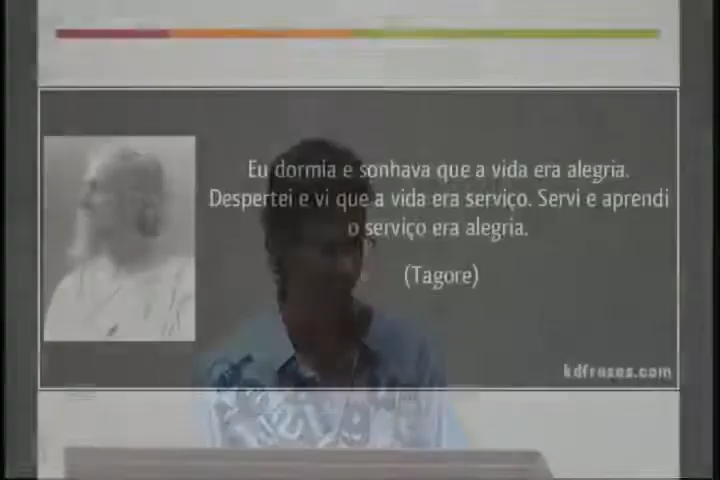 Eu dormia e sonhava que a vida era alegria.
Despertei e vi que a vida era serviço. Servi e aprendi
o serviço era alegria.
(Tagore)
kdfrases.com